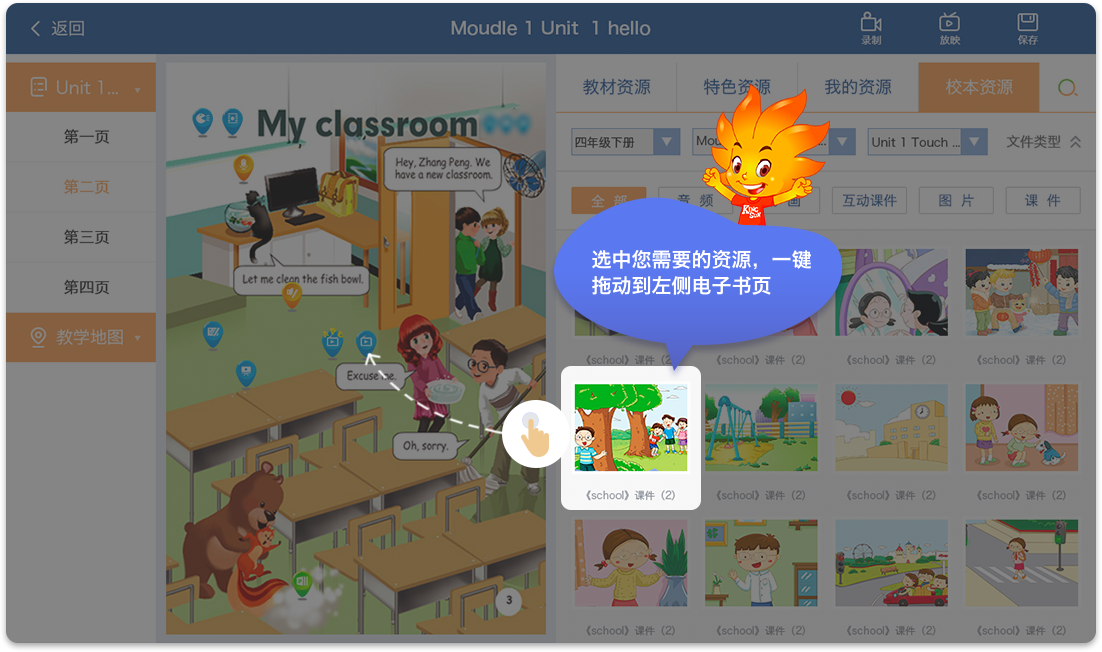 返回
Moudle 1 Unit 1 hello
录制
放映
保存
Unit 1...
第一页
第二页
第三页
第四页
教学地图
My classroom
Hey, Zhang Peng. We
have a new classroom.
Let me clean the fish bowl.
Excuse me.
Oh, sorry.
3
教材资源
特色资源
我的资源
校本资源
四年级下册
Mou
...
Unit 1 Touch ...
文件类型
全 部
音 频
画
互动课件
图 片
课 件
KING
SUN
选中您需要的资源，一键
拖动到左侧电子书页
《school》课件（2）
《school》课件（2）
《school》课件（2）
《school》课件（2）
《school》课件（2）
《school》课件（2）
《school》课件（2）
《school》课件（2）
《school》课件（2）
《school》课件（2）
《school》课件（2）
《school》课件（2）